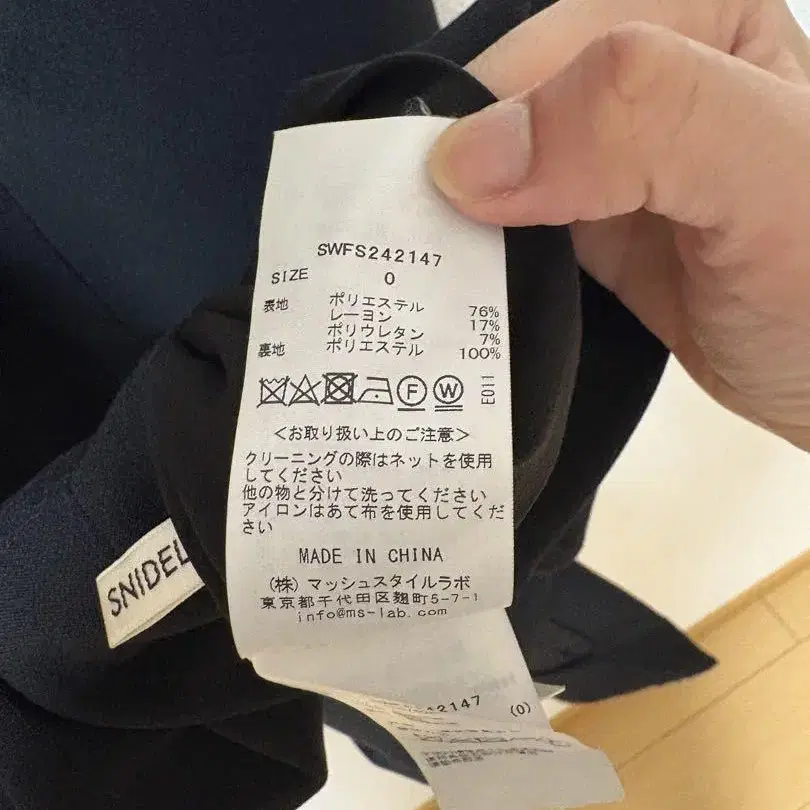 SWFS242147
SIZE 0
表地 ポリエステル 76%
レーヨン 17%
ポリウレタン 7%
裏地 ポリエステル 100%
F W E011
<お取り扱い上のご注意>
クリーニングの際はネットを使用
してください
他の物と分けて洗ってください
アイロンはあて布を使用してくだ
さい
MADE IN CHINA
(株) マッシュスタイルラボ
東京都千代田区麹町5-7-1
info@ms-lab.com
SNIDEL
242147 (0)